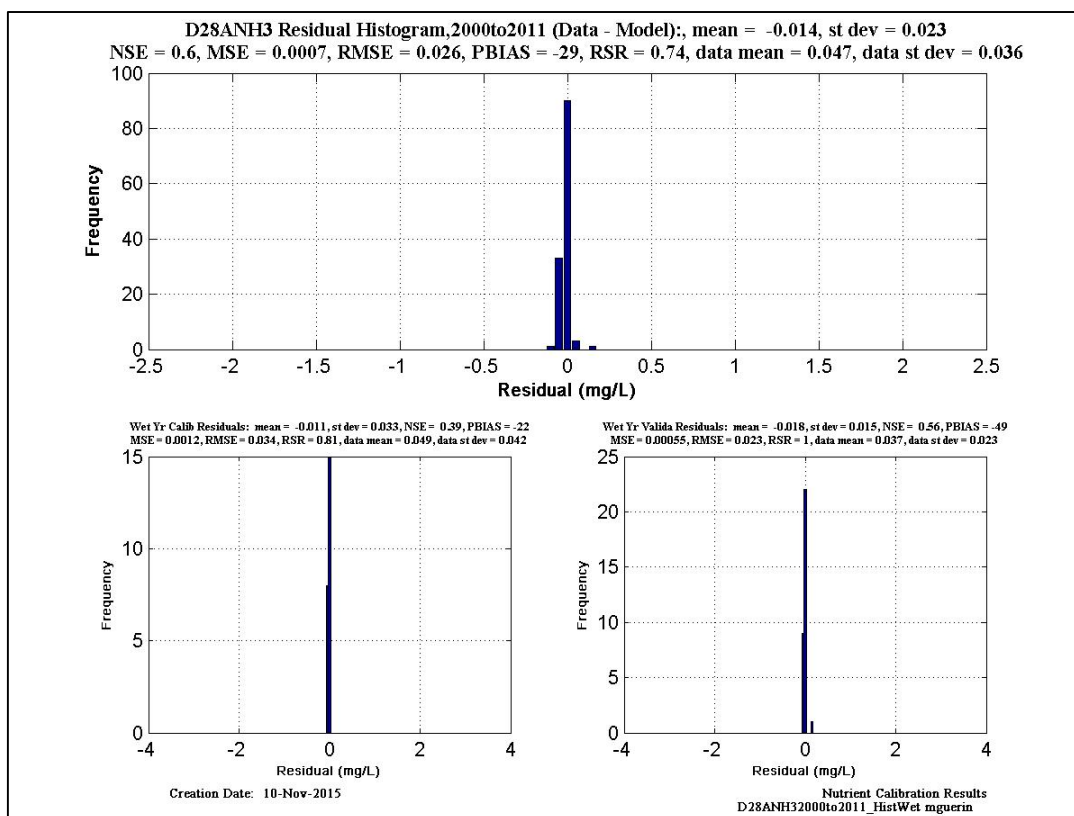 D28ANH3 Residual Histogram,2000to2011 (Data - Model):, mean = -0.014, st dev = 0.023
NSE = 0.6, MSE = 0.0007, RMSE = 0.026, PBIAS = -29, RSR = 0.74, data mean = 0.047, data st dev = 0.036
100
80
60
40
20
0
Frequency
-2.5 -2 -1.5 -1 -0.5 0 0.5 1 1.5 2 2.5
Residual (mg/L)
Wet Yr Calib Residuals: mean = -0.011, st dev = 0.033, NSE = 0.39, PBIAS = -22
MSE = 0.0012, RMSE = 0.034, RSR = 0.81, data mean = 0.049, data st dev = 0.042
15
10
5
0
Frequency
-4 -2 0 2 4
Residual (mg/L)
Wet Yr Valida Residuals: mean = -0.018, st dev = 0.015, NSE = 0.56, PBIAS = -49
MSE = 0.00055, RMSE = 0.023, RSR = 1, data mean = 0.037, data st dev = 0.023
25
20
15
10
5
0
Frequency
-4 -2 0 2 4
Residual (mg/L)
Creation Date: 10-Nov-2015
Nutrient Calibration Results
D28ANH32000to2011_HistWet mguerin